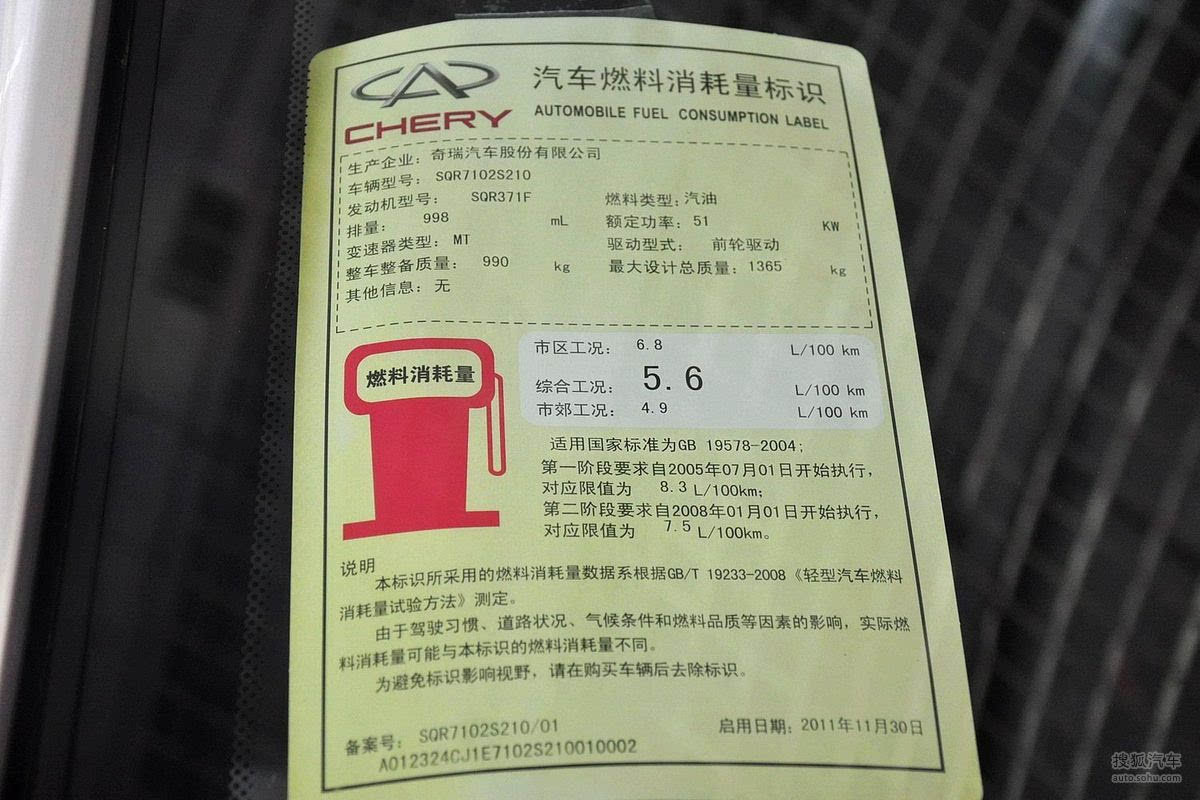 汽车燃料消耗量标识
CHERY
AUTOMOBILE FUEL CONSUMPTION LABEL
生产企业: 奇瑞汽车股份有限公司
车辆型号: SQR7102S210
发动机型号: SQR371F 燃料类型: 汽油
排量: 998 mL 额定功率: 51 KW
变速器类型: MT 驱动型式: 前轮驱动
整车整备质量: 990 kg 最大设计总质量: 1365 kg
其他信息: 无
燃料消耗量
市区工况: 6.8 L/100 km
综合工况: 5.6 L/100 km
市郊工况: 4.9 L/100 km
适用国家标准为GB 19578-2004;
第一阶段要求自2005年07月01日开始执行,
对应限值为 8.3 L/100km;
第二阶段要求自2008年01月01日开始执行,
对应限值为 7.5 L/100km。
说明
本标识所采用的燃料消耗量数据系根据GB/T 19233-2008《轻型汽车燃料
消耗量试验方法》测定。
由于驾驶习惯、道路状况、气候条件和燃料品质等因素的影响, 实际燃
料消耗量可能与本标识的燃料消耗量不同。
为避免标识影响视野, 请在购买车辆后去除标识。
备案号: SQR7102S210/01 启用日期: 2011年11月30日
A012324CJ1E7102S210010002
搜狐汽车
auto.sohu.com